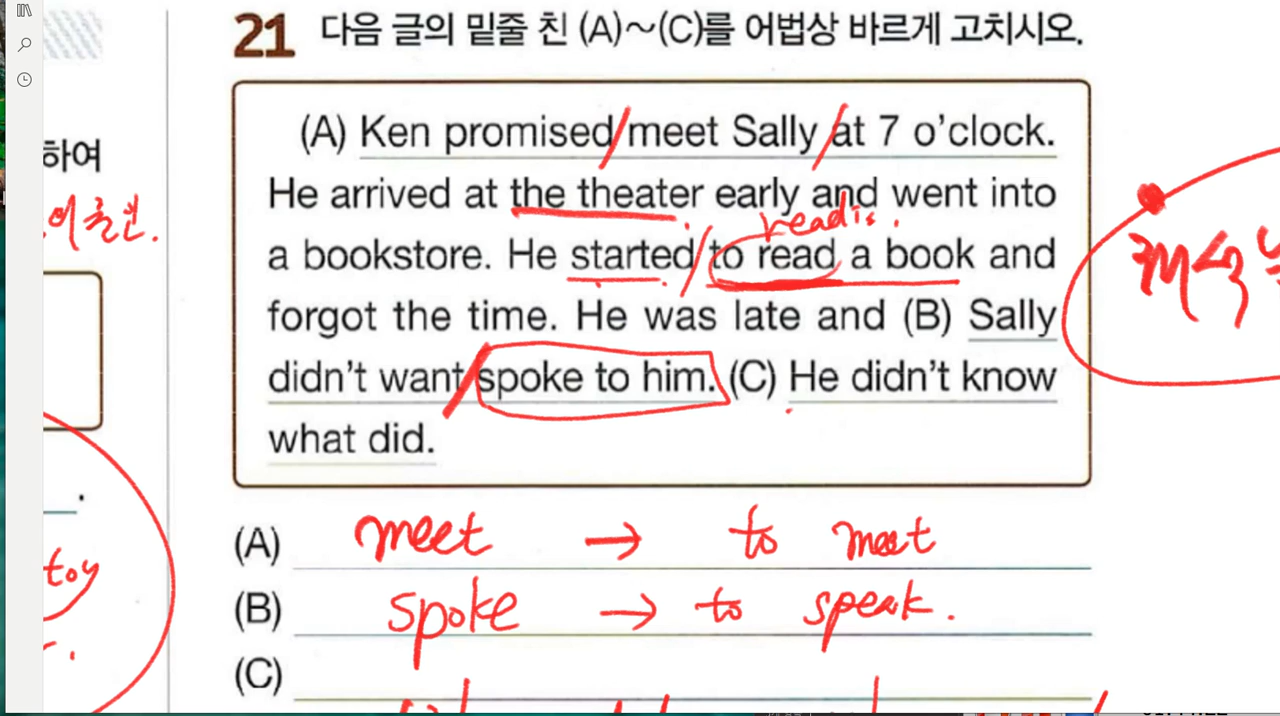 21 다음 글의 밑줄 친 (A)~(C)를 어법상 바르게 고치시오.
하여
(A) Ken promised meet Sally at 7 o'clock.
He arrived at the theater early and went into
a bookstore. He started to read a book and
forgot the time. He was late and (B) Sally
didn't want spoke to him. (C) He didn't know
what did.
(A) meet → to meet
toy
(B) spoke → to speak.
(C)